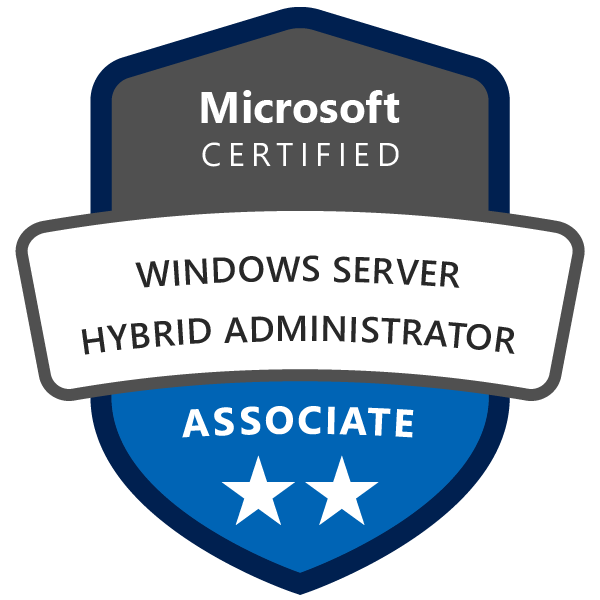 Microsoft
CERTIFIED
WINDOWS SERVER
HYBRID ADMINISTRATOR
ASSOCIATE